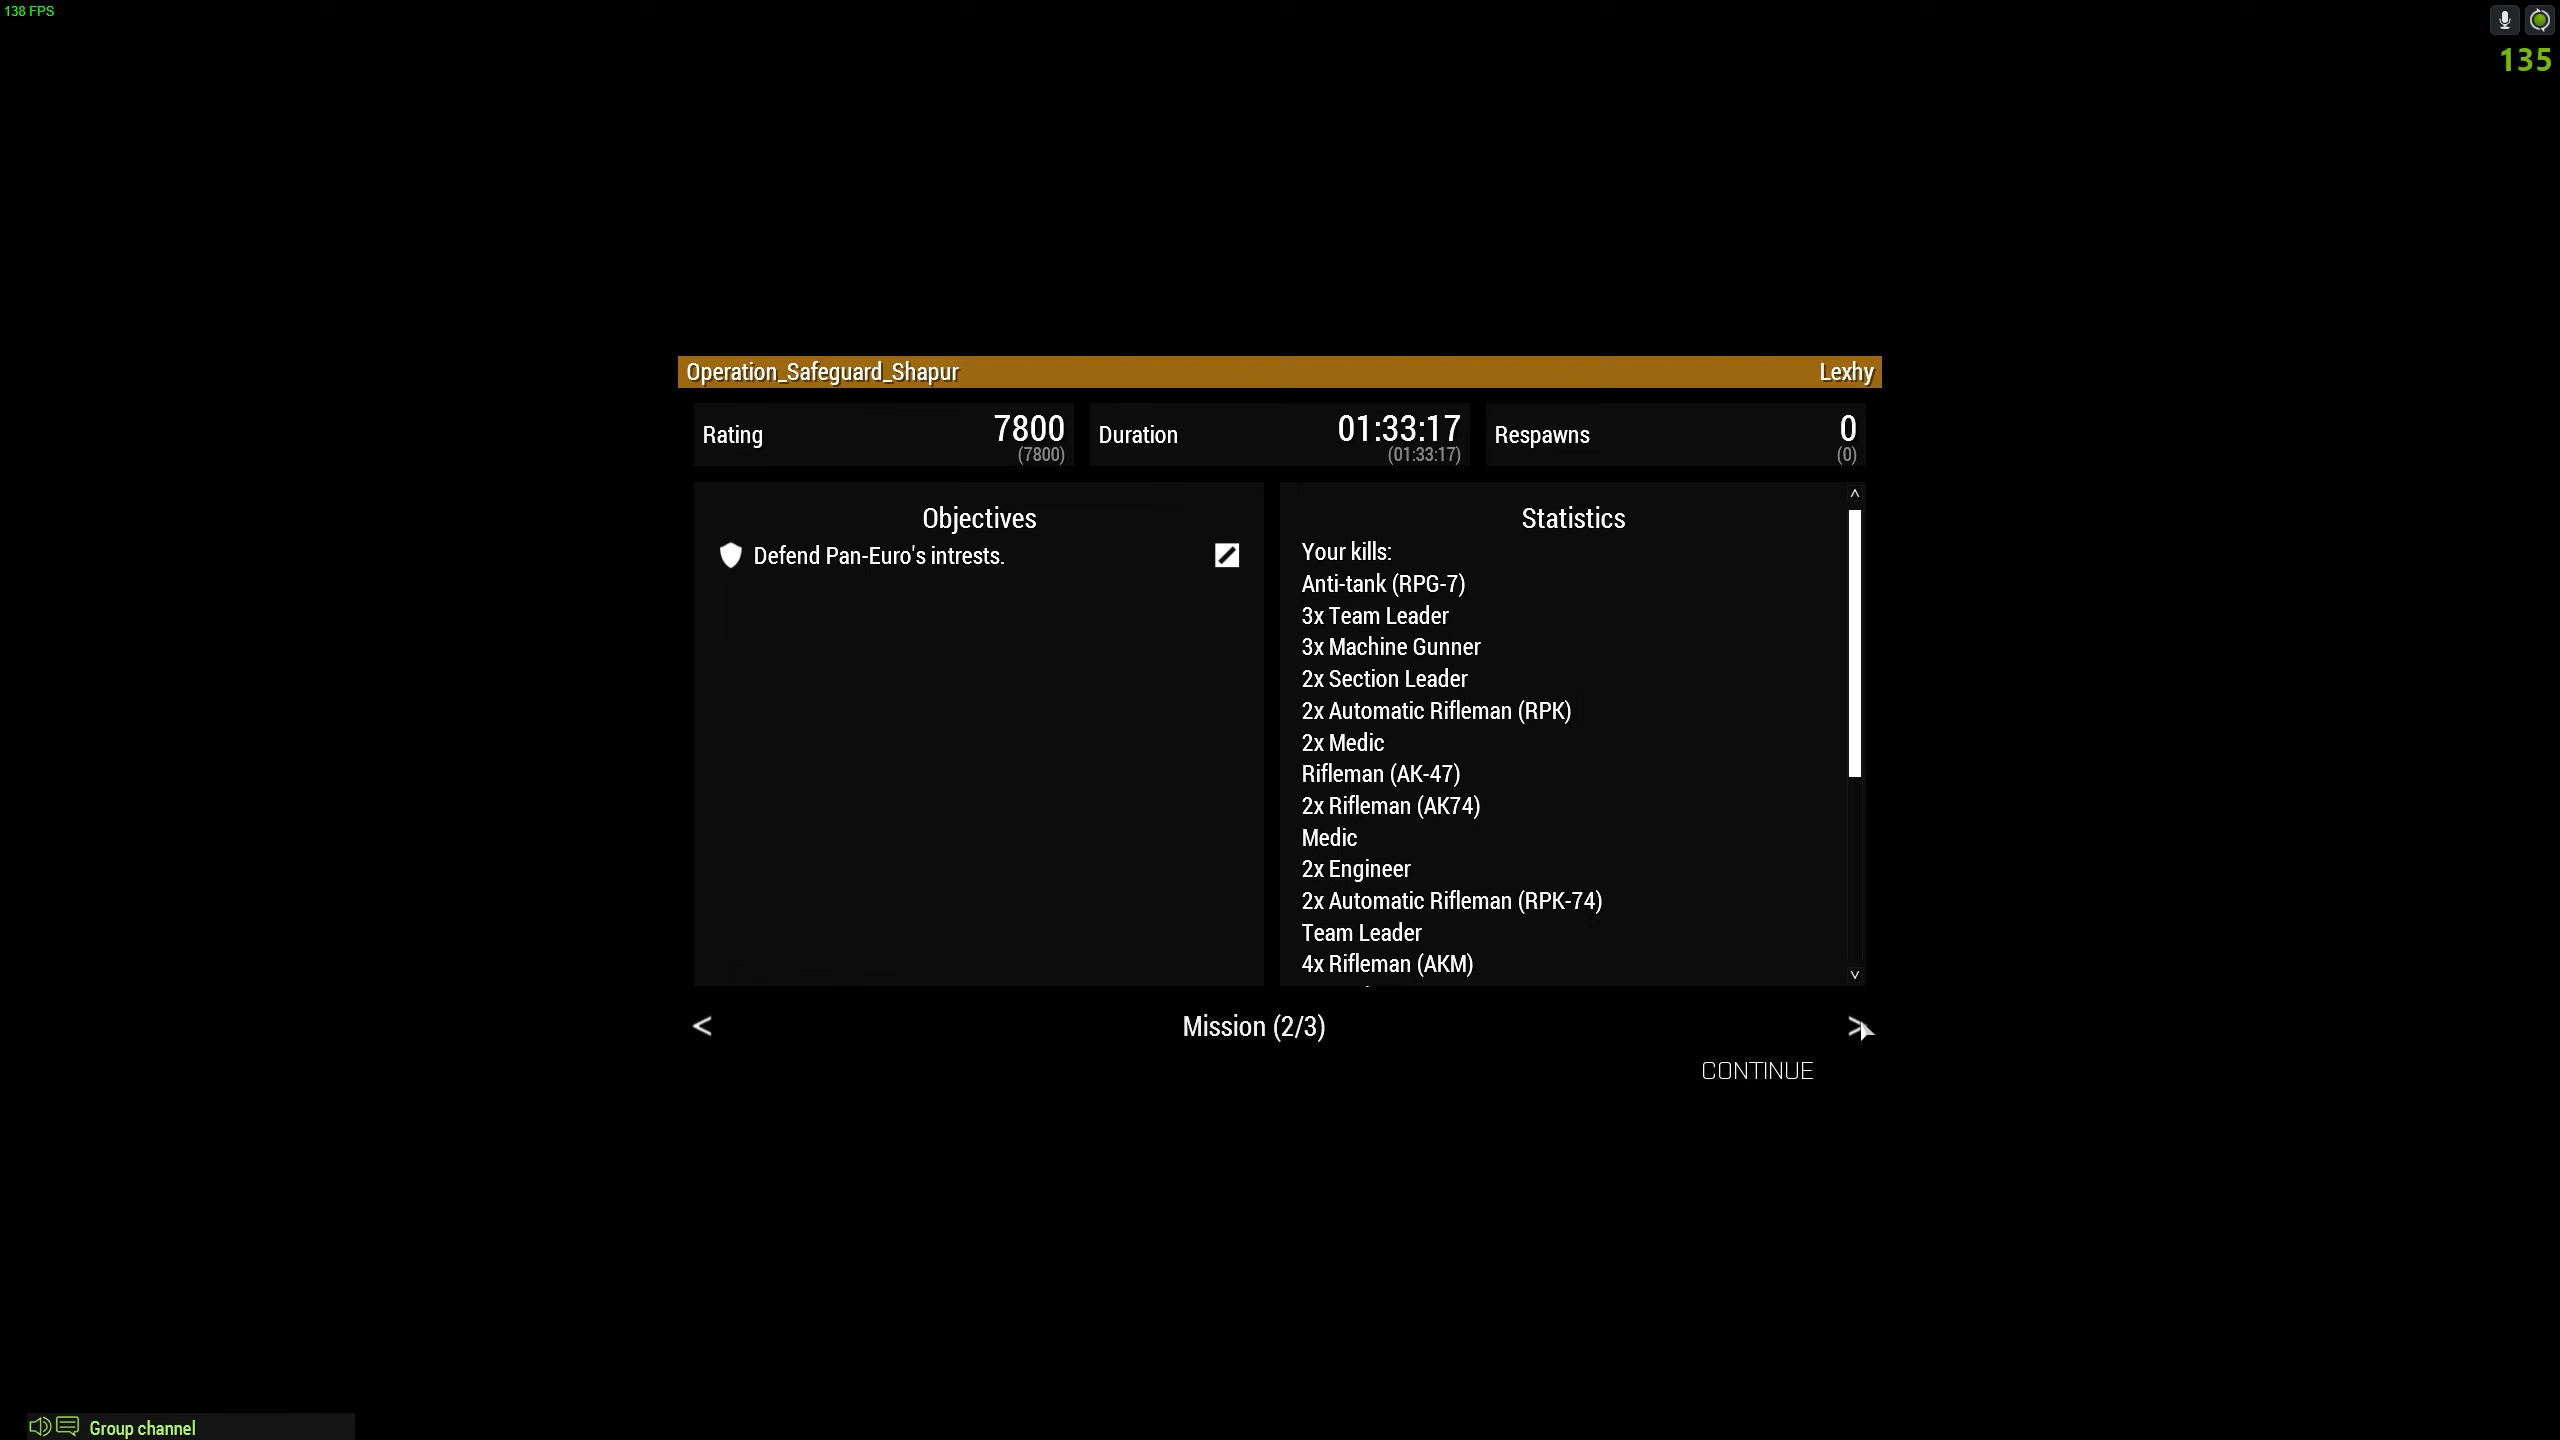 138 FPS
135
Operation_Safeguard_Shapur
Lexhy
Rating
7800
(7800)
Duration
01:33:17
(01:33:17)
Respawns
0
(0)
Objectives
Defend Pan-Euro's intrests.
Statistics
Your kills:
Anti-tank (RPG-7)
3x Team Leader
3x Machine Gunner
2x Section Leader
2x Automatic Rifleman (RPK)
2x Medic
Rifleman (AK-47)
2x Rifleman (AK74)
Medic
2x Engineer
2x Automatic Rifleman (RPK-74)
Team Leader
4x Rifleman (AKM)
< Mission (2/3) >
CONTINUE
Group channel